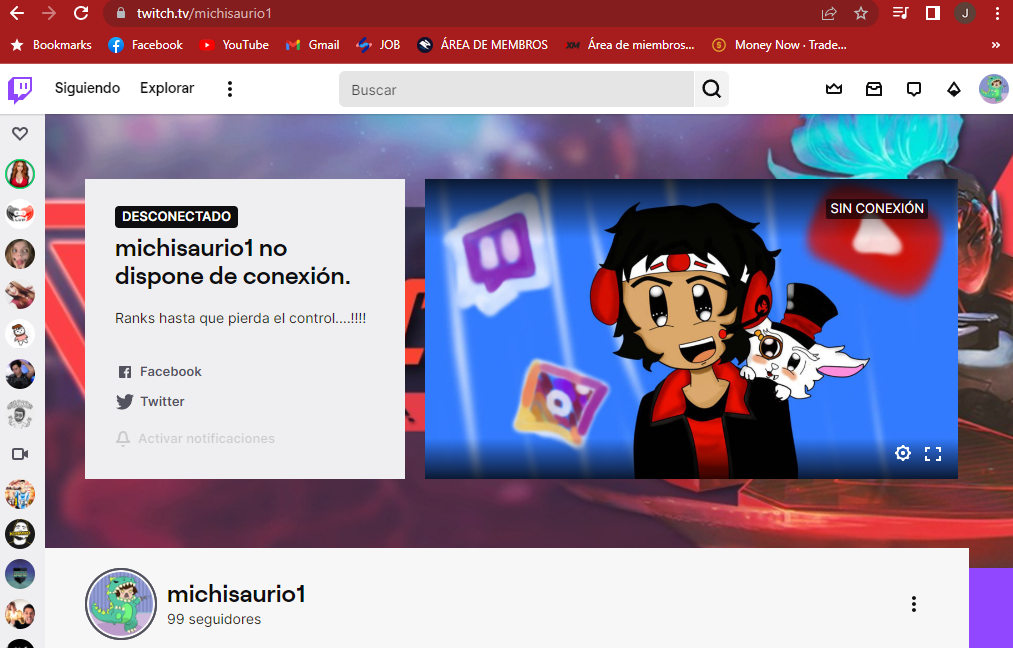 twitch.tv/michisaurio1
J
Bookmarks
Facebook
YouTube
Gmail
JOB
ÁREA DE MEMBROS
Área de miembros...
Money Now · Trade...
»
Siguiendo
Explorar
Buscar
DESCONECTADO
michisaurio1 no
dispone de conexión.
Ranks hasta que pierda el control....!!!!
Facebook
Twitter
Activar notificaciones
SIN CONEXIÓN
michisaurio1
99 seguidores